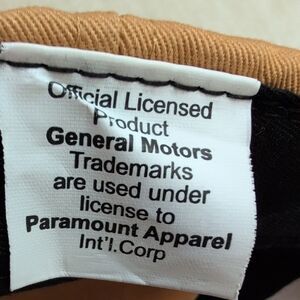 Official Licensed
Product
General Motors
Trademarks
are used under
license to
Paramount Apparel
Int'l.Corp